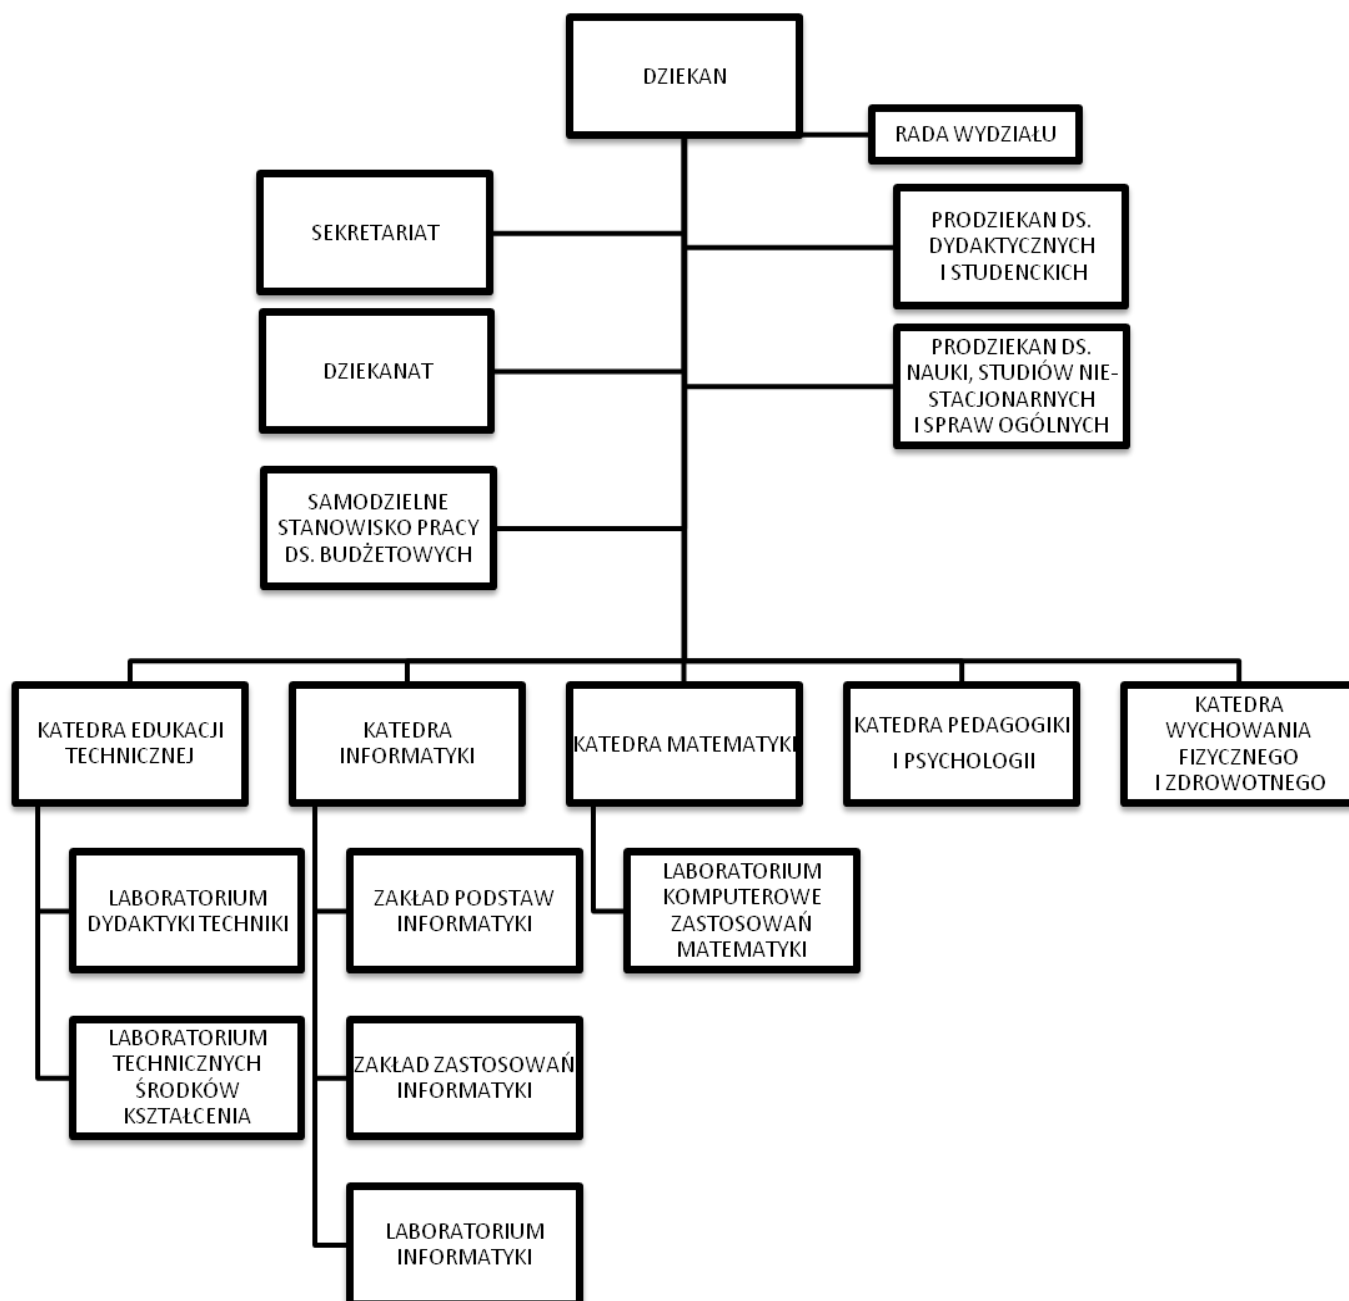 DZIEKAN
RADA WYDZIAŁU
SEKRETARIAT
PRODZIEKAN DS.
DYDAKTYCZNYCH
I STUDENCKICH
DZIEKANAT
PRODZIEKAN DS.
NAUKI, STUDIÓW NIE-
STACJONARNYCH
I SPRAW OGÓLNYCH
SAMODZIELNE
STANOWISKO PRACY
DS. BUDŻETOWYCH
KATEDRA EDUKACJI
TECHNICZNEJ
KATEDRA
INFORMATYKI
KATEDRA MATEMATYKI
KATEDRA PEDAGOGIKI
I PSYCHOLOGII
KATEDRA
WYCHOWANIA
FIZYCZNEGO
I ZDROWOTNEGO
LABORATORIUM
DYDAKTYKI TECHNIKI
ZAKŁAD PODSTAW
INFORMATYKI
LABORATORIUM
KOMPUTEROWE
ZASTOSOWAŃ
MATEMATYKI
LABORATORIUM
TECHNICZNYCH
ŚRODKÓW
KSZTAŁCENIA
ZAKŁAD ZASTOSOWAŃ
INFORMATYKI
LABORATORIUM
INFORMATYKI